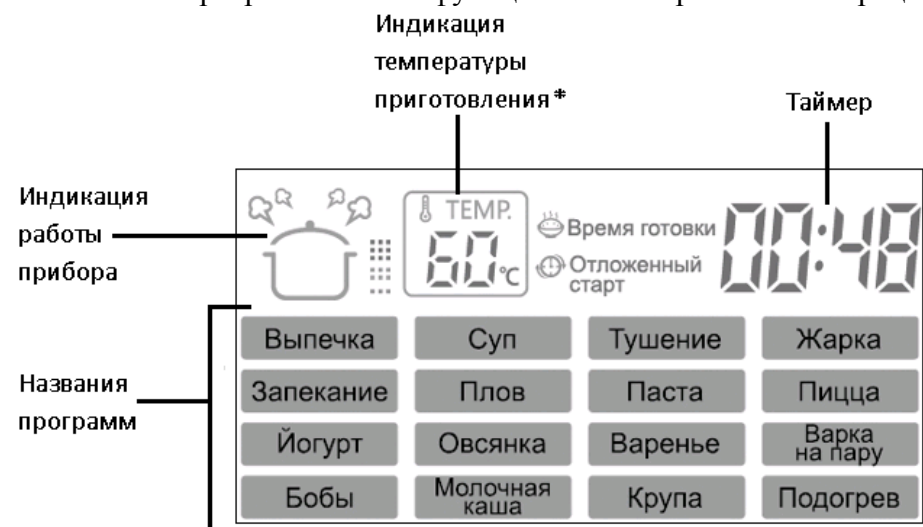 Индикация
температуры
приготовления*
Таймер
Индикация
работы
прибора
TEMP.
60°C
Время готовки
Отложенный
старт
00:48
Названия
программ
Выпечка
Суп
Тушение
Жарка
Запекание
Плов
Паста
Пицца
Йогурт
Овсянка
Варенье
Варка
на пару
Бобы
Молочная
каша
Крупа
Подогрев